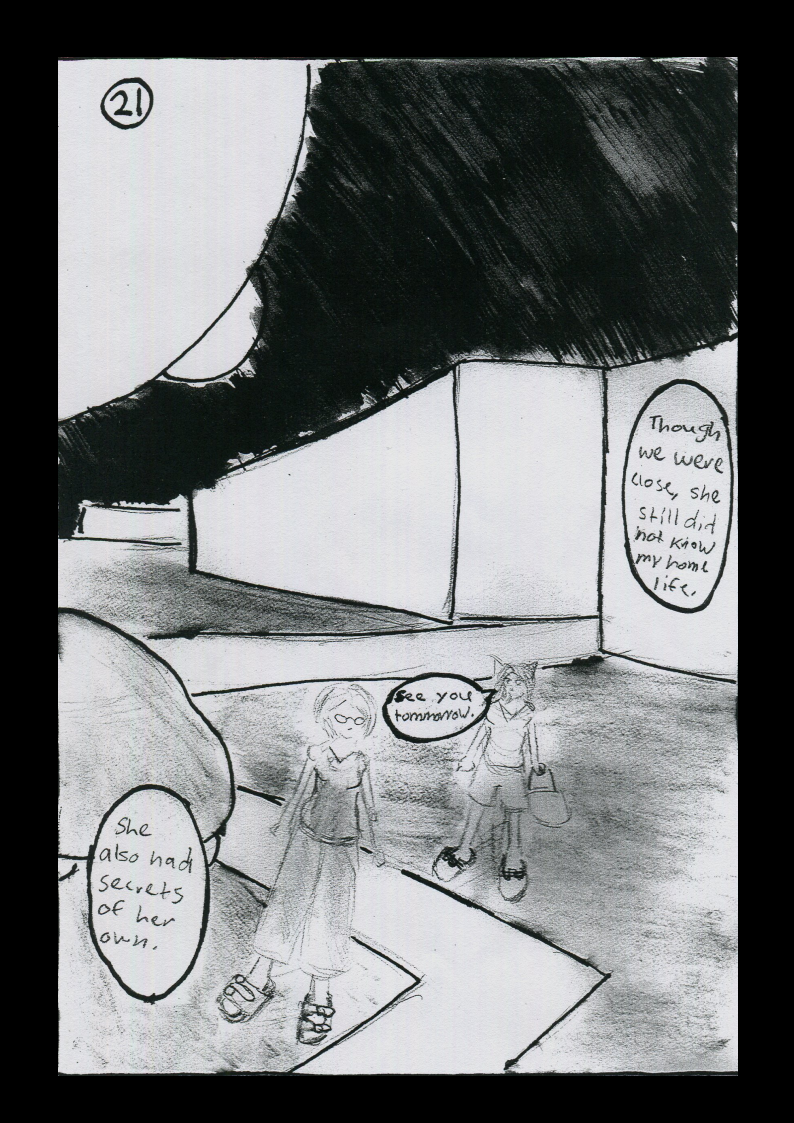 21
Though
we were
close, she
still did
not know
my home
life.
See you
tommorow.
She
also had
secrets
of her
own.